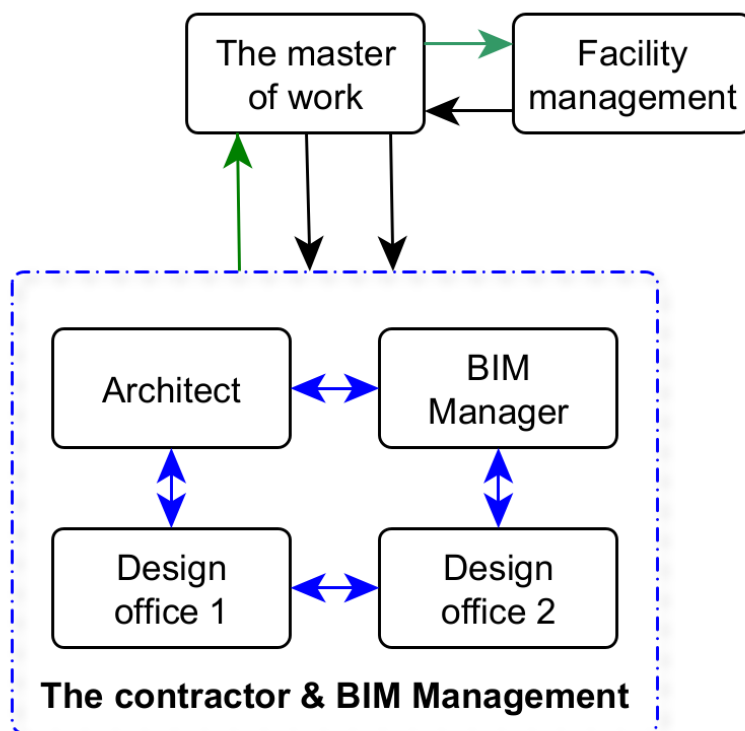 The master
of work
Facility
management
Architect
BIM
Manager
Design
office 1
Design
office 2
The contractor & BIM Management